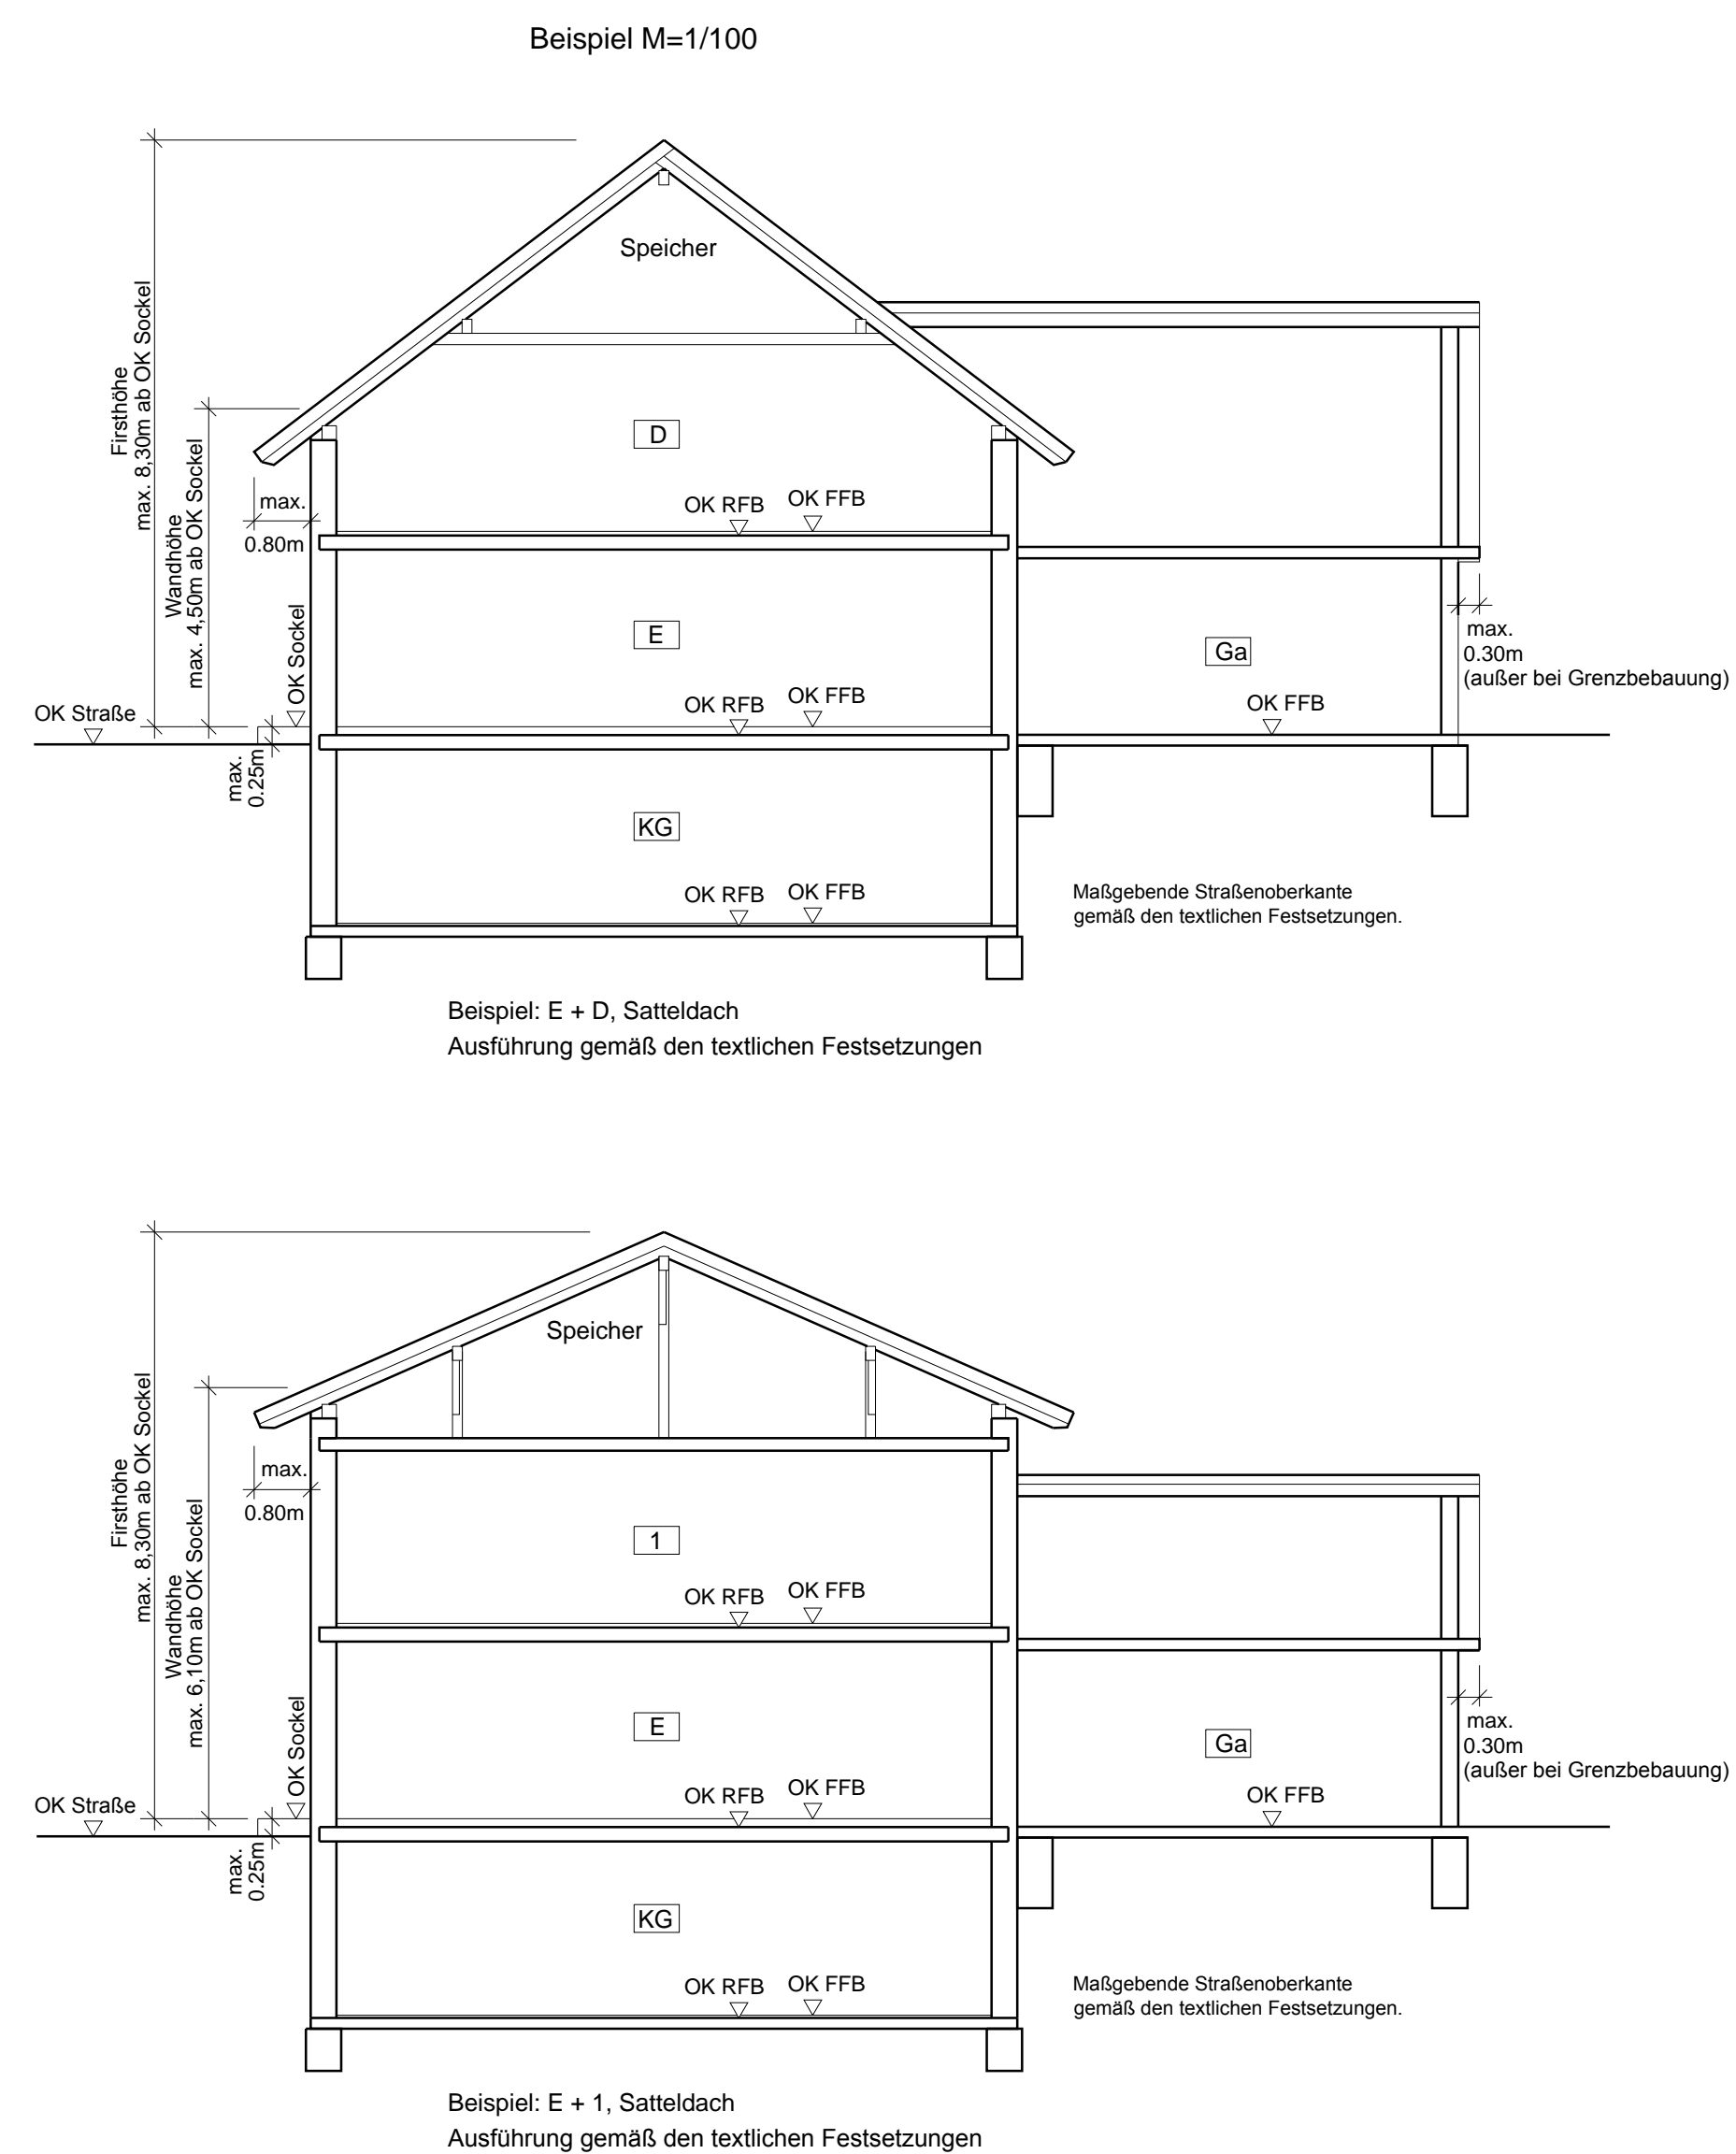 Beispiel M=1/100
Speicher
Firsthöhe
max. 8,30m ab OK Sockel
Wandhöhe
max. 4,50m ab OK Sockel
D
max.
0.80m
OK RFB
OK FFB
OK Sockel
E
Ga
max.
0.30m
(außer bei Grenzbebauung)
OK Straße
OK RFB
OK FFB
OK FFB
max.
0.25m
KG
OK RFB
OK FFB
Maßgebende Straßenoberkante
gemäß den textlichen Festsetzungen.
Beispiel: E + D, Satteldach
Ausführung gemäß den textlichen Festsetzungen
Speicher
Firsthöhe
max. 8,30m ab OK Sockel
Wandhöhe
max. 6,10m ab OK Sockel
max.
0.80m
1
OK RFB
OK FFB
OK Sockel
E
Ga
max.
0.30m
(außer bei Grenzbebauung)
OK Straße
OK RFB
OK FFB
OK FFB
max.
0.25m
KG
OK RFB
OK FFB
Maßgebende Straßenoberkante
gemäß den textlichen Festsetzungen.
Beispiel: E + 1, Satteldach
Ausführung gemäß den textlichen Festsetzungen